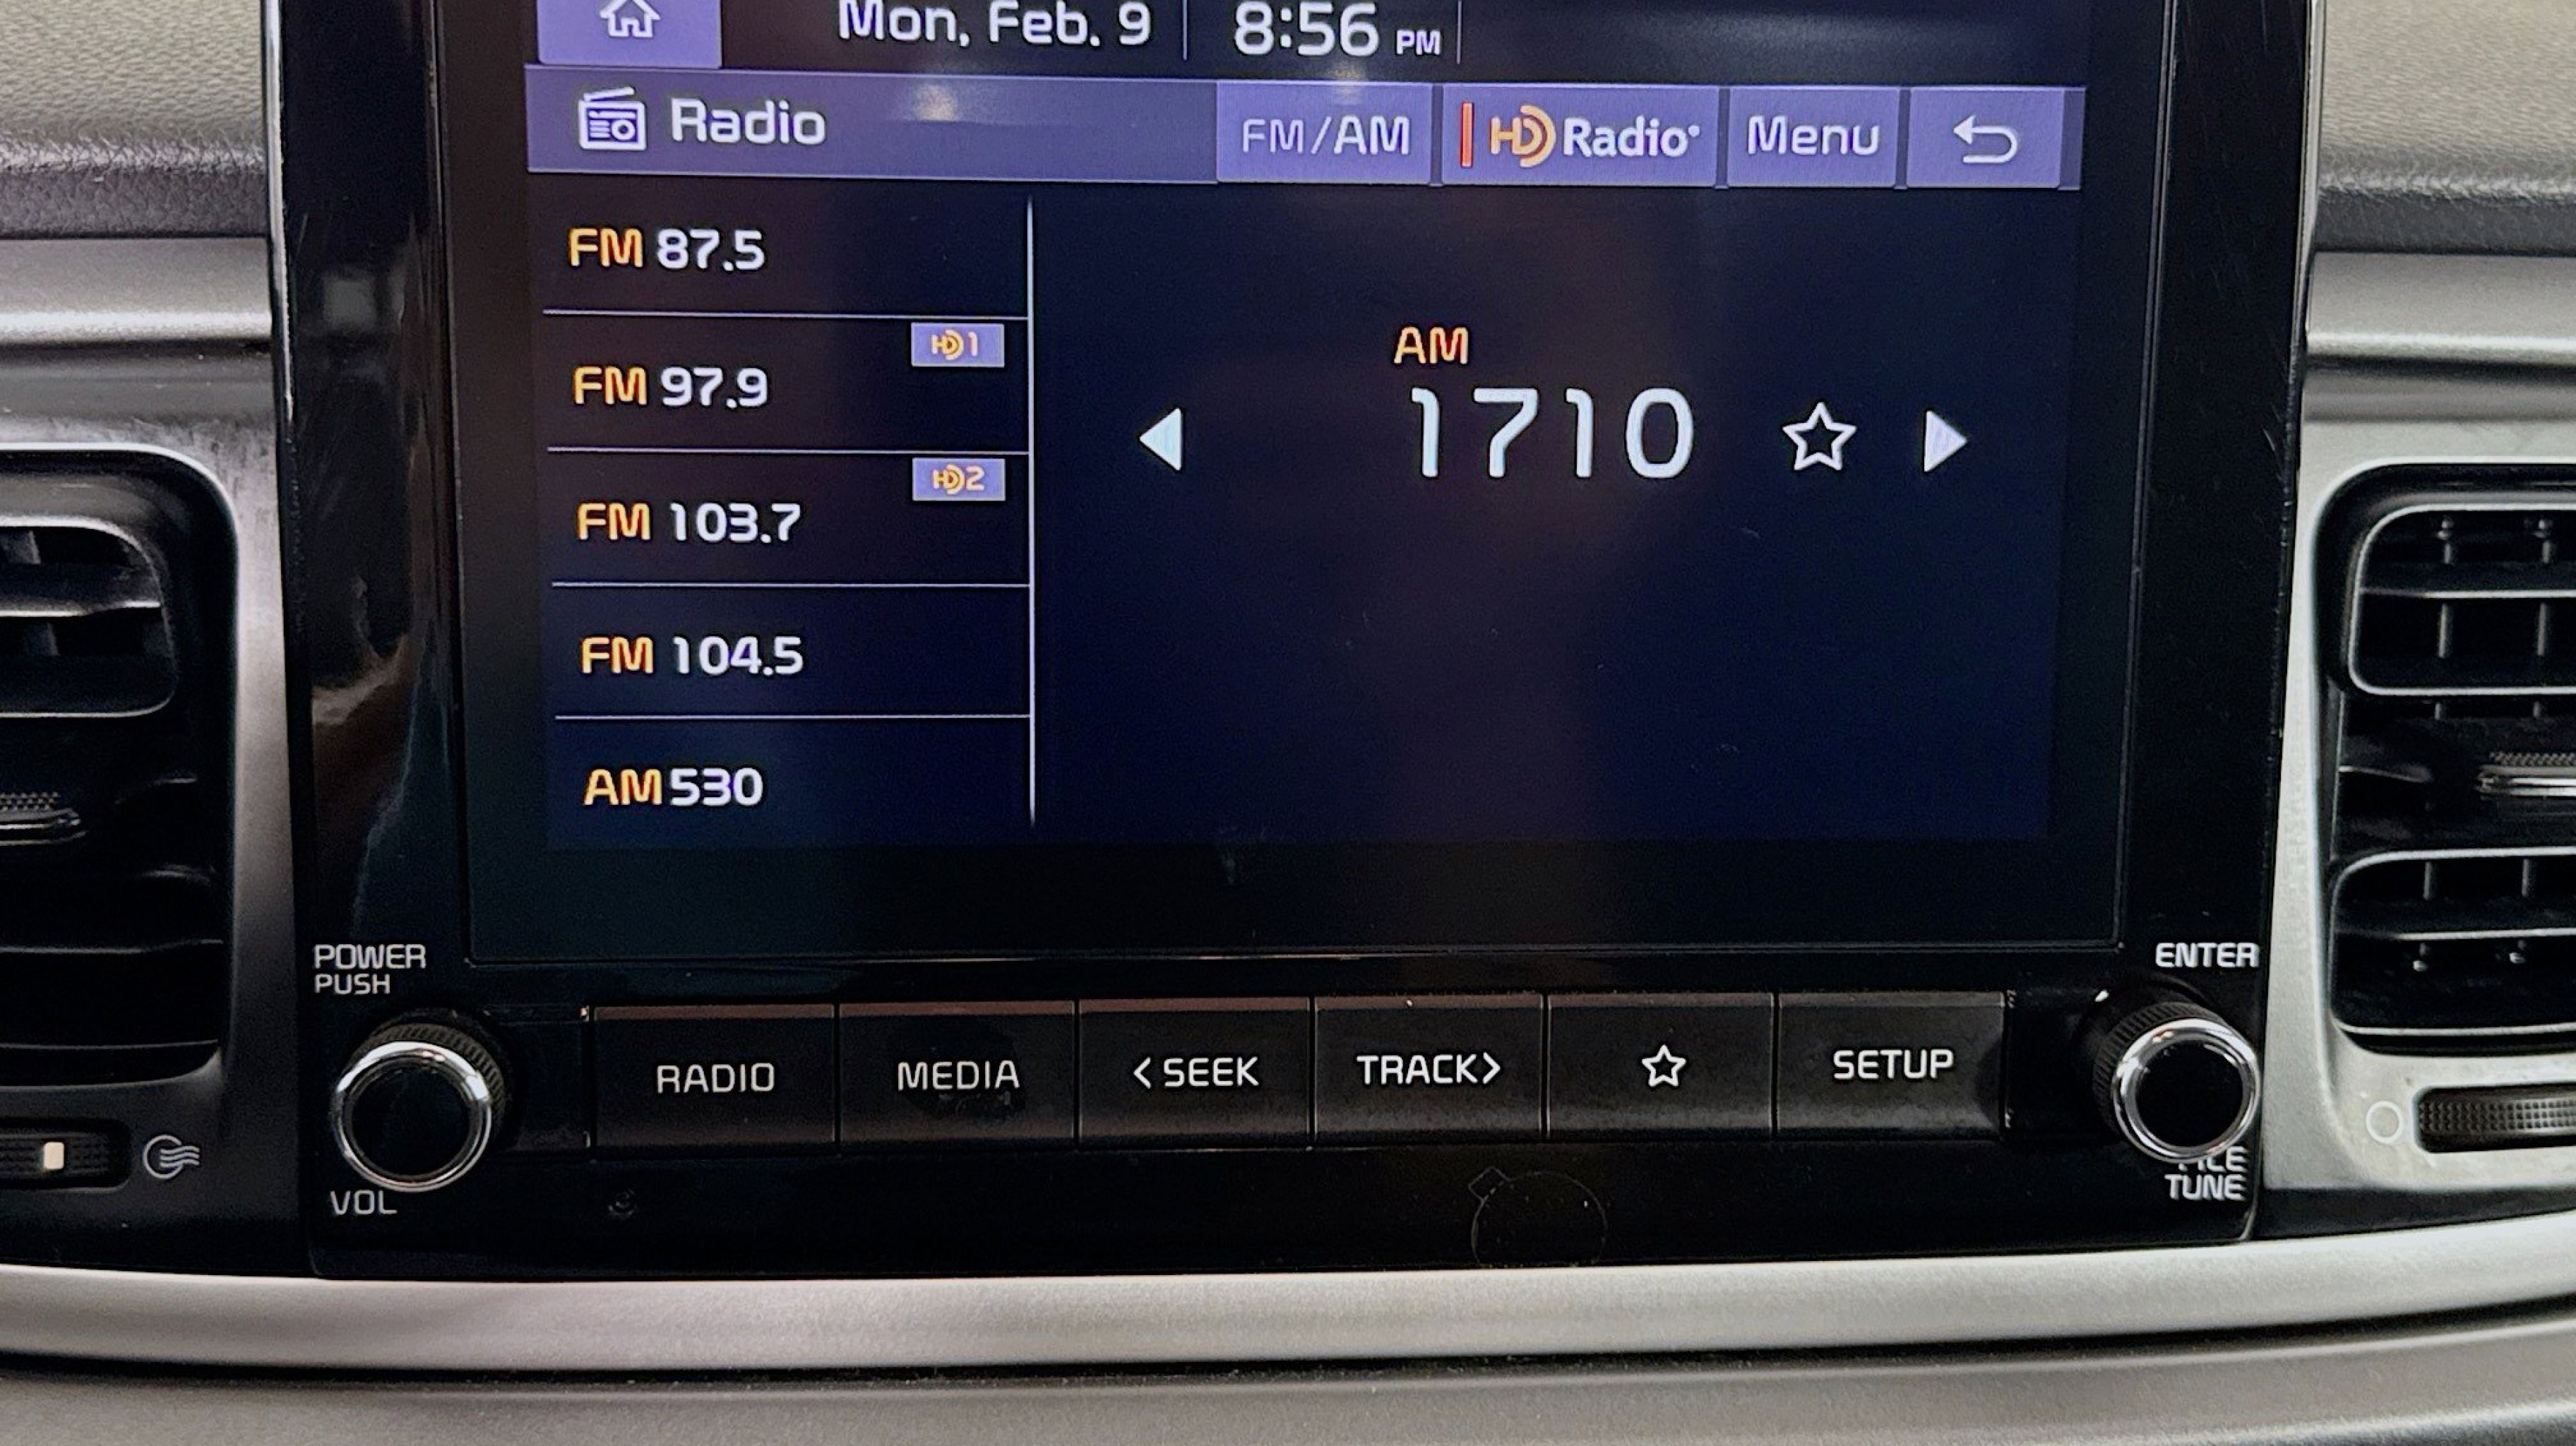 Mon, Feb. 9 8:56 PM
Radio FM/AM HD Radio Menu
FM 87.5
HD1
FM 97.9
HD2
FM 103.7
FM 104.5
AM 530
AM
1710
POWER
PUSH
VOL
RADIO MEDIA < SEEK TRACK> SETUP
ENTER
TUNE